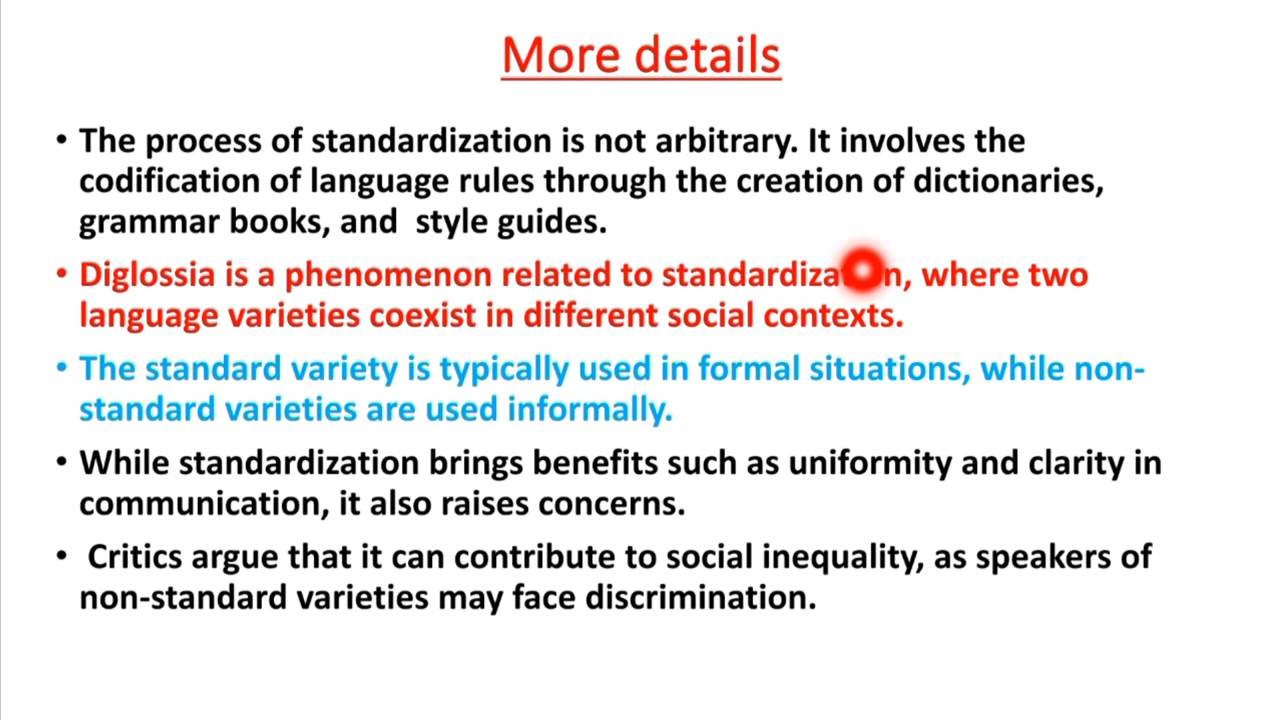 More details
• The process of standardization is not arbitrary. It involves the
codification of language rules through the creation of dictionaries,
grammar books, and  style guides.
• Diglossia is a phenomenon related to standardization, where two
language varieties coexist in different social contexts.
• The standard variety is typically used in formal situations, while non-
standard varieties are used informally.
• While standardization brings benefits such as uniformity and clarity in
communication, it also raises concerns.
•  Critics argue that it can contribute to social inequality, as speakers of
non-standard varieties may face discrimination.